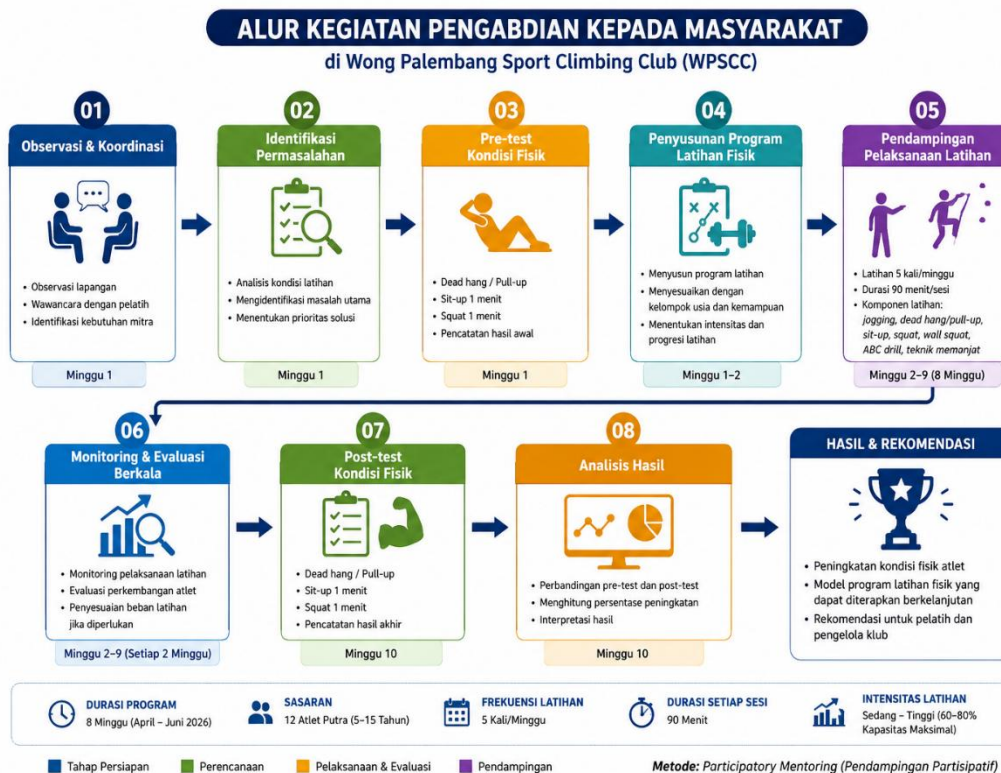 ALUR KEGIATAN PENGABDIAN KEPADA MASYARAKAT
di Wong Palembang Sport Climbing Club (WPSCC)
01
Observasi & Koordinasi
• Observasi lapangan
• Wawancara dengan pelatih
• Identifikasi kebutuhan mitra
Minggu 1
02
Identifikasi
Permasalahan
• Analisis kondisi latihan
• Mengidentifikasi masalah utama
• Menentukan prioritas solusi
Minggu 1
03
Pre-test
Kondisi Fisik
• Dead hang / Pull-up
• Sit-up 1 menit
• Squat 1 menit
• Pencatatan hasil awal
Minggu 1
04
Penyusunan Program
Latihan Fisik
• Menyusun program latihan
• Menyesuaikan dengan
kelompok usia dan kemampuan
• Menentukan intensitas dan
progresi latihan
Minggu 1–2
05
Pendampingan
Pelaksanaan Latihan
• Latihan 5 kali/minggu
• Durasi 90 menit/sesi
• Komponen latihan:
jogging, dead hang/pull-up,
sit-up, squat, wall squat,
ABC drill, teknik memanjat
Minggu 2–9 (8 Minggu)
06
Monitoring & Evaluasi
Berkala
• Monitoring pelaksanaan latihan
• Evaluasi perkembangan atlet
• Penyesuaian beban latihan
jika diperlukan
Minggu 2–9 (Setiap 2 Minggu)
07
Post-test
Kondisi Fisik
• Dead hang / Pull-up
• Sit-up 1 menit
• Squat 1 menit
• Pencatatan hasil akhir
Minggu 10
08
Analisis Hasil
• Perbandingan pre-test dan post-test
• Menghitung persentase peningkatan
• Interpretasi hasil
Minggu 10
HASIL & REKOMENDASI
• Peningkatan kondisi fisik atlet
• Model program latihan fisik yang
dapat diterapkan berkelanjutan
• Rekomendasi untuk pelatih dan
pengelola klub
DURASI PROGRAM
8 Minggu (April – Juni 2026)
SASARAN
12 Atlet Putra (5–15 Tahun)
FREKUENSI LATIHAN
5 Kali/Minggu
DURASI SETIAP SESI
90 Menit
INTENSITAS LATIHAN
Sedang – Tinggi (60–80%
Kapasitas Maksimal)
Tahap Persiapan
Perencanaan
Pelaksanaan & Evaluasi
Pendampingan
Metode: Participatory Mentoring (Pendampingan Partisipatif)